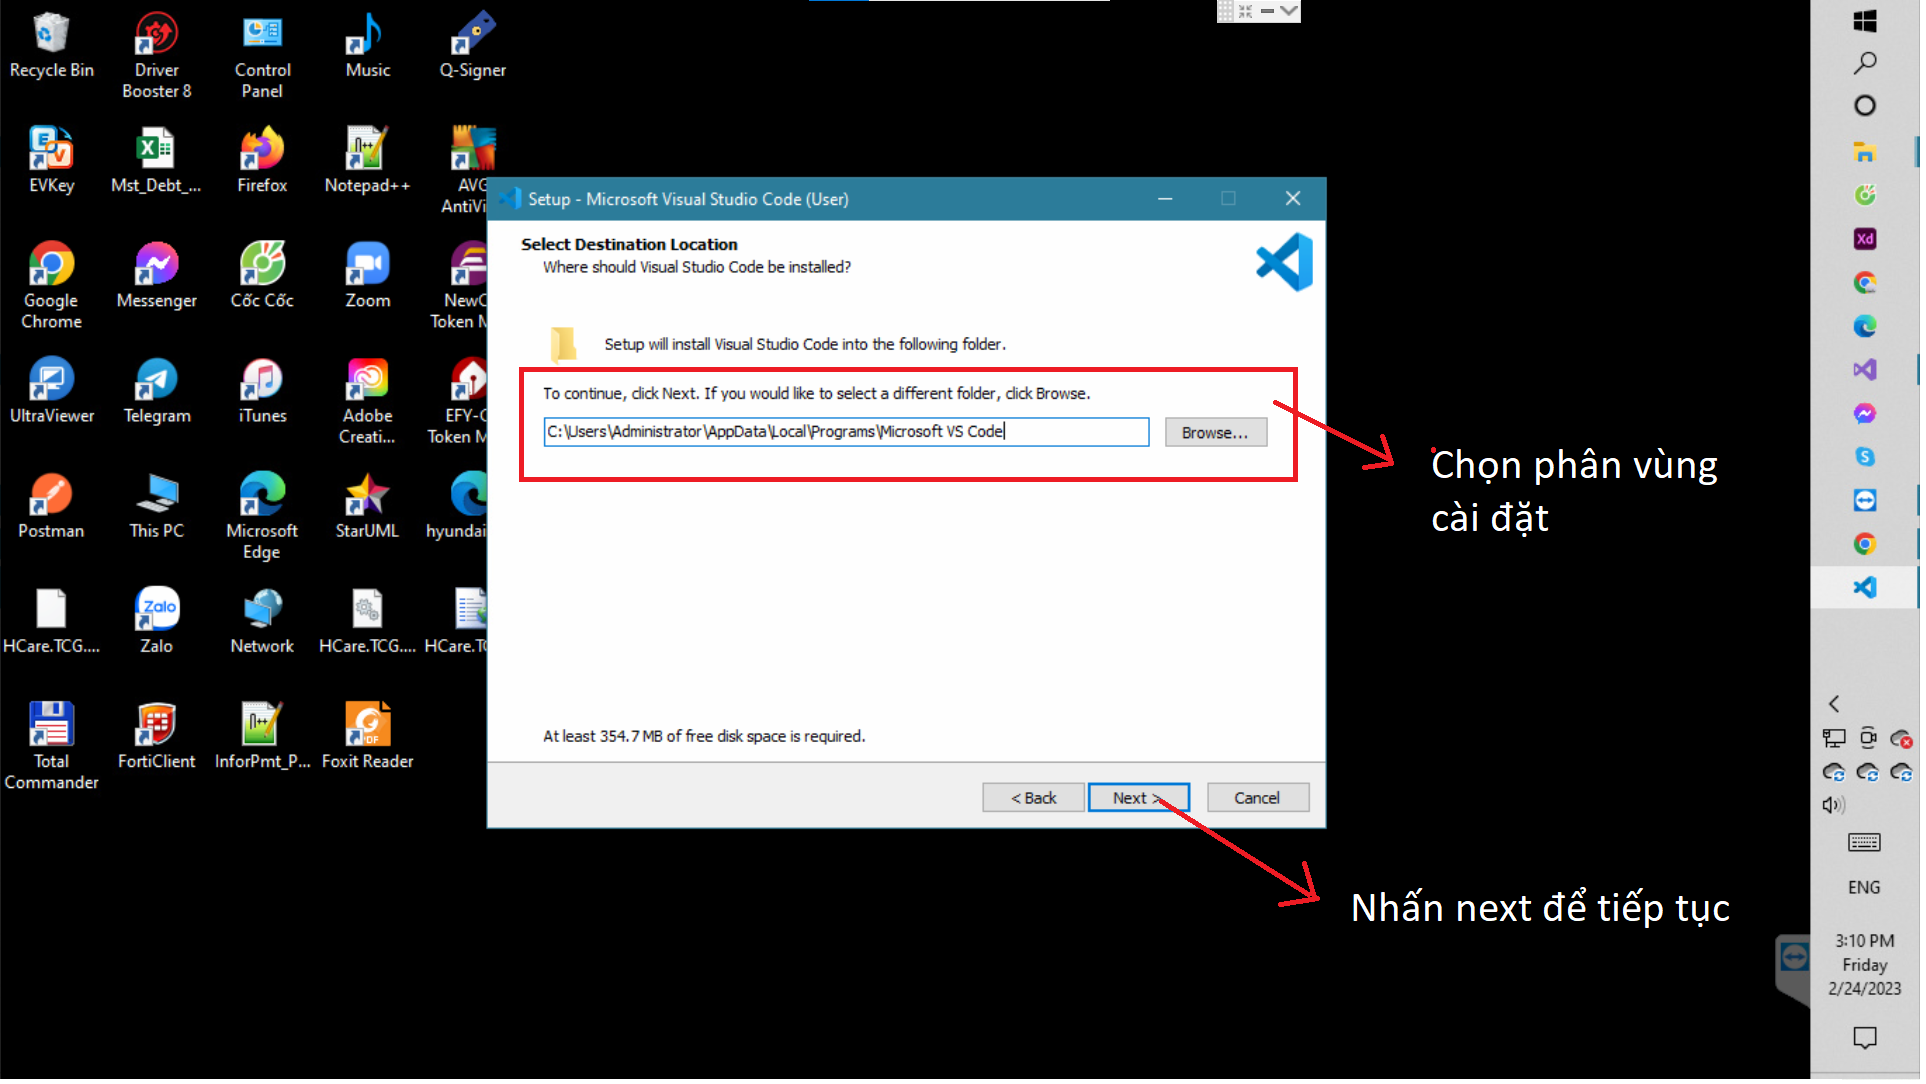 Recycle Bin
Driver
Booster 8
Control
Panel
Music
Q-Signer
EVKey
Mst_Debt_...
Firefox
Notepad++
AVG
AntiVi
Google
Chrome
Messenger
Cốc Cốc
Zoom
NewC
Token M
UltraViewer
Telegram
iTunes
Adobe
Creati...
EFY-C
Token M
Postman
This PC
Microsoft
Edge
StarUML
hyundai
HCare.TCG....
Zalo
Zalo
Network
HCare.TCG....
HCare.TC
Total
Commander
FortiClient
InforPmt_P...
Foxit Reader
PDF
Setup - Microsoft Visual Studio Code (User)
Select Destination Location
Where should Visual Studio Code be installed?
Setup will install Visual Studio Code into the following folder.
To continue, click Next. If you would like to select a different folder, click Browse.
C:\Users\Administrator\AppData\Local\Programs\Microsoft VS Code
Browse...
At least 354.7 MB of free disk space is required.
< Back
Next >
Cancel
Chọn phân vùng
cài đặt
Nhấn next để tiếp tục
Xd
ENG
3:10 PM
Friday
2/24/2023